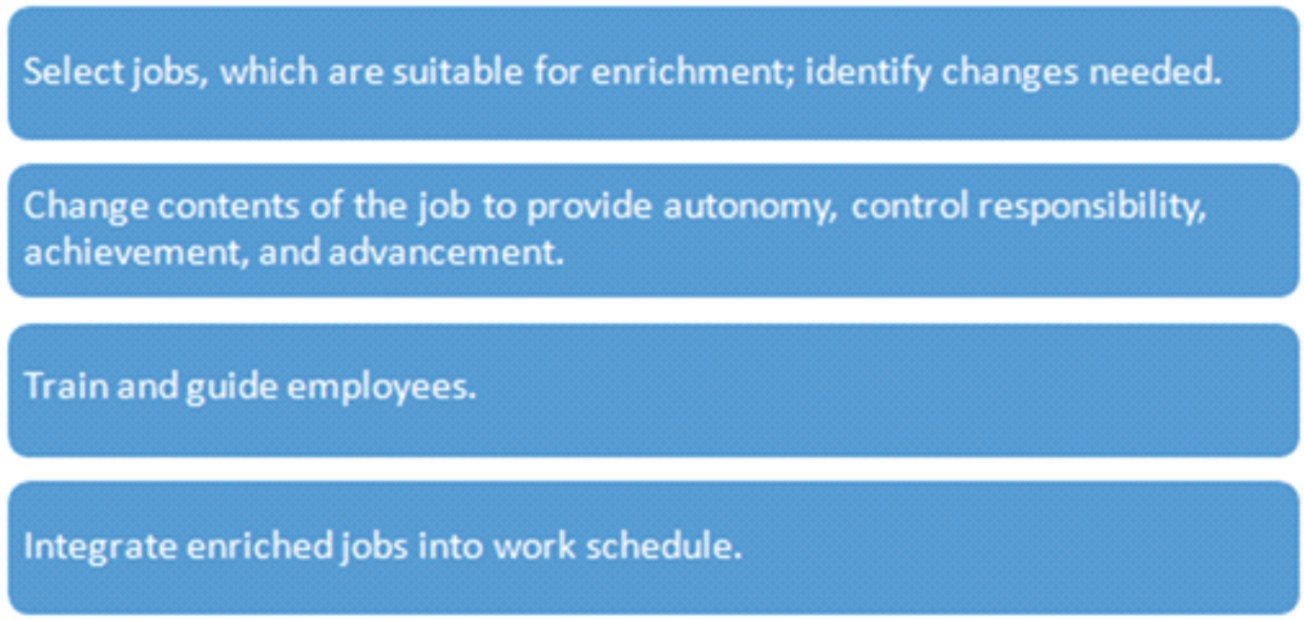 Select jobs, which are suitable for enrichment; identify changes needed.
Change contents of the job to provide autonomy, control responsibility,
achievement, and advancement.
Train and guide employees.
Integrate enriched jobs into work schedule.